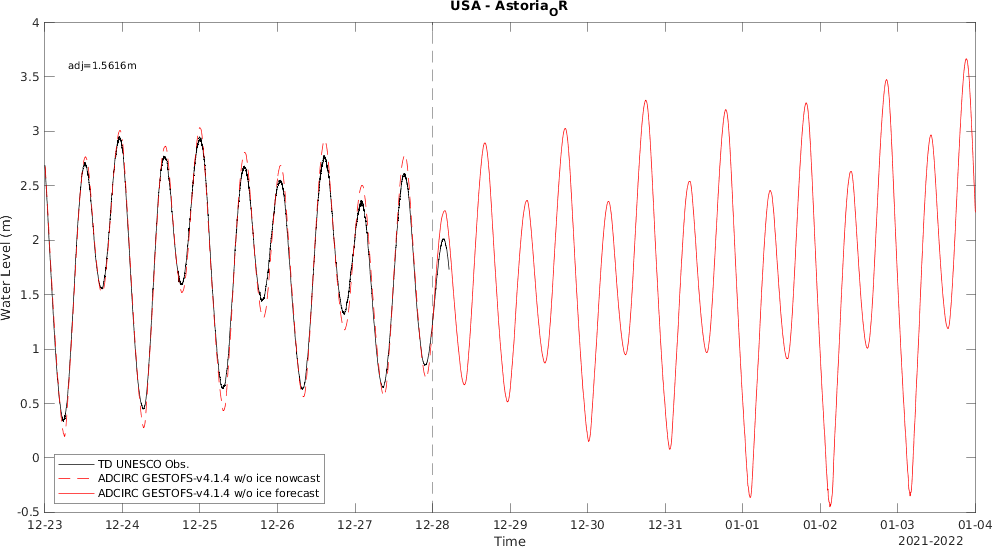 USA - Astoria_OR
4
3.5
3
2.5
2
1.5
1
0.5
0
-0.5
Water Level (m)
adj=1.5616m
TD UNESCO Obs.
ADCIRC GESTOFS-v4.1.4 w/o ice nowcast
ADCIRC GESTOFS-v4.1.4 w/o ice forecast
12-23 12-24 12-25 12-26 12-27 12-28 12-29 12-30 12-31 01-01 01-02 01-03 01-04
Time
2021-2022